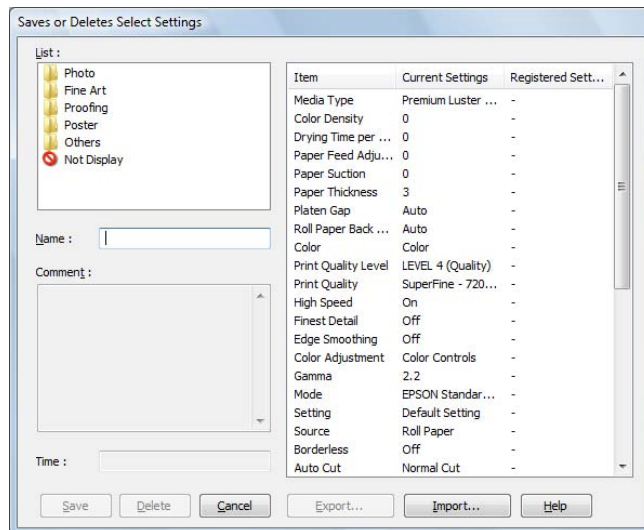 Saves or Deletes Select Settings
List :
Photo
Fine Art
Proofing
Poster
Others
Not Display
Name :
Comment :
Time :
Item Current Settings Registered Sett...
Media Type Premium Luster ... -
Color Density 0 -
Drying Time per ... 0 -
Paper Feed Adju... 0 -
Paper Suction 0 -
Paper Thickness 3 -
Platen Gap Auto -
Roll Paper Back ... Auto -
Color Color -
Print Quality Level LEVEL 4 (Quality) -
Print Quality SuperFine - 720... -
High Speed On -
Finest Detail Off -
Edge Smoothing Off -
Color Adjustment Color Controls -
Gamma 2.2 -
Mode EPSON Standar... -
Setting Default Setting -
Source Roll Paper -
Borderless Off -
Auto Cut Normal Cut -
Save Delete Cancel Export... Import... Help